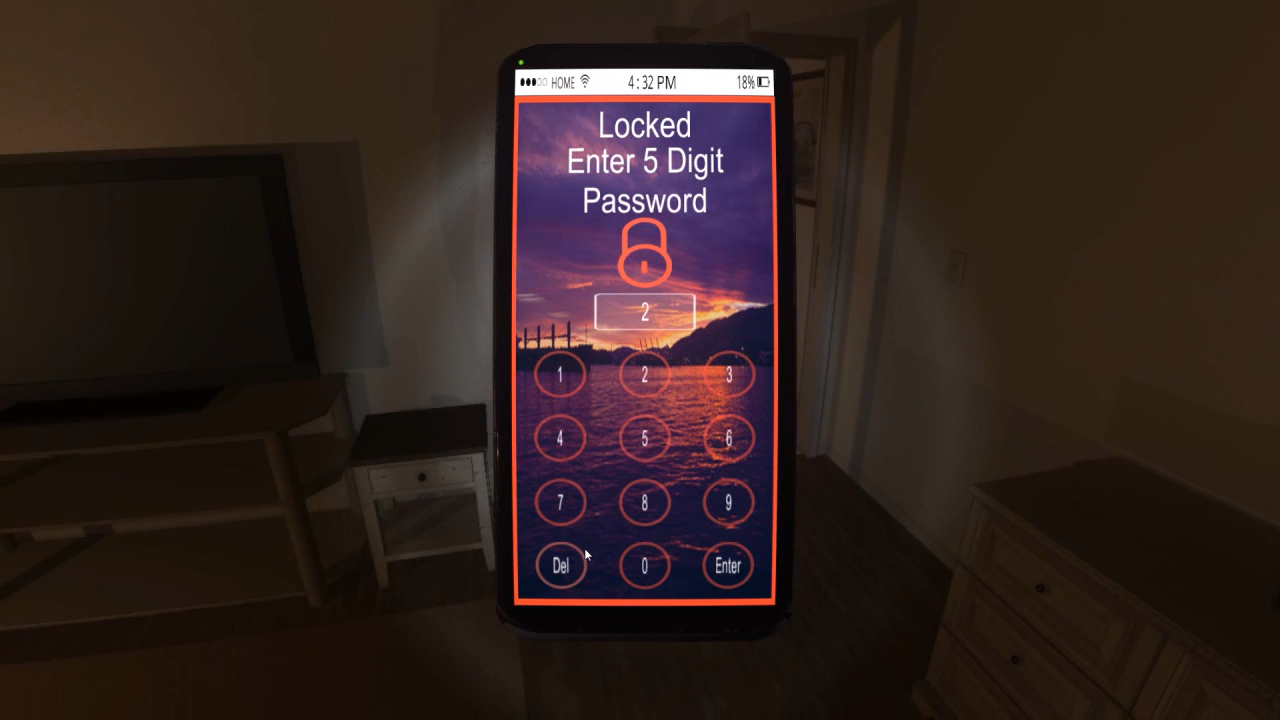 HOME 4:32 PM 18%
Locked
Enter 5 Digit
Password
2
1 2 3
4 5 6
7 8 9
Del 0 Enter